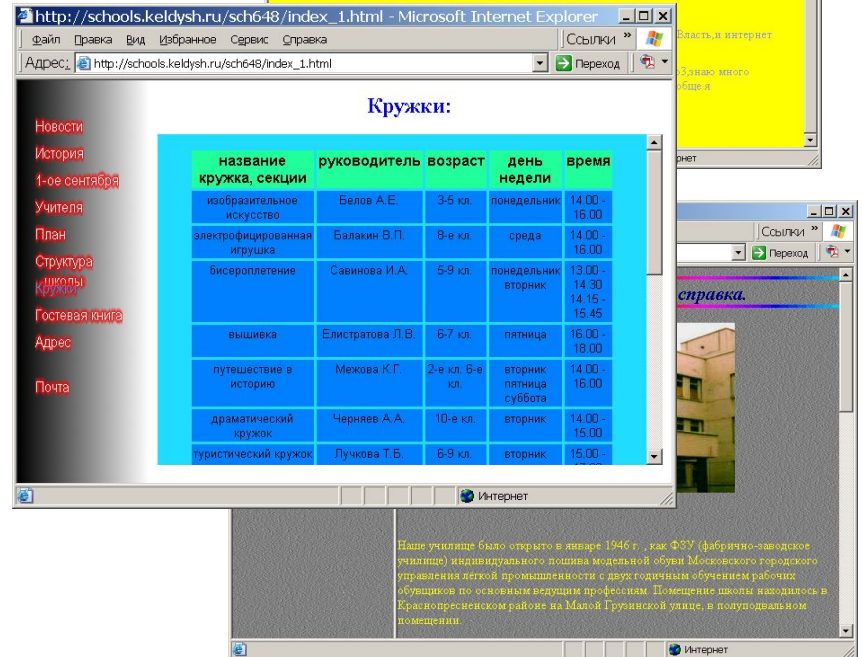 http://schools.keldysh.ru/sch648/index_1.html - Microsoft Internet Explorer
Файл Правка Вид Избранное Сервис Справка Ссылки »
Адрес: http://schools.keldysh.ru/sch648/index_1.html Переход
Кружки:
Новости
История
1-ое сентября
Учителя
План
Структура
школы
Кружки
Гостевая книга
Адрес
Почта
название кружка, секции руководитель возраст день недели время
изобразительное искусство Белов А.Е. 3-5 кл. понедельник 14.00 - 16.00
электрофицированная игрушка Балакин В.П. 8-е кл. среда 14.00 - 16.00
бисероплетение Савинова И.А. 5-9 кл. понедельник вторник 13.00 - 14.30 14.15 - 15.45
вышивка Елистратова Л.В. 6-7 кл. пятница 16.00 - 18.00
путешествие в историю Межова К.Г. 2-е кл. 6-е кл. вторник пятница суббота 14.00 - 16.00
драматический кружок Черняев А.А. 10-е кл. вторник 14.00 - 15.00
туристический кружок Лучкова Т.Б. 6-9 кл. вторник 15.00 -
Интернет
Власть,и интернет
знаю много
обще я
рнет
Ссылки »
Переход
справка.
Наше училище было открыто в январе 1946 г. , как ФЗУ (фабрично-заводское
училище) индивидуального пошива модельной обуви Московского городского
управления лёгкой промышленности с двух годичным обучением рабочих
обувщиков по основным ведущим профессиям. Помещение школы находилось в
Краснопресненском районе на Малой Грузинской улице, в полуподвальном
помещении.
Интернет